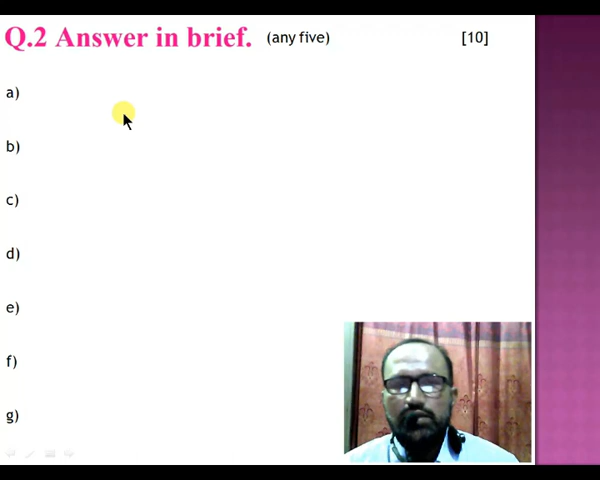 Q.2 Answer in brief. (any five) [10]
a)
b)
c)
d)
e)
f)
g)